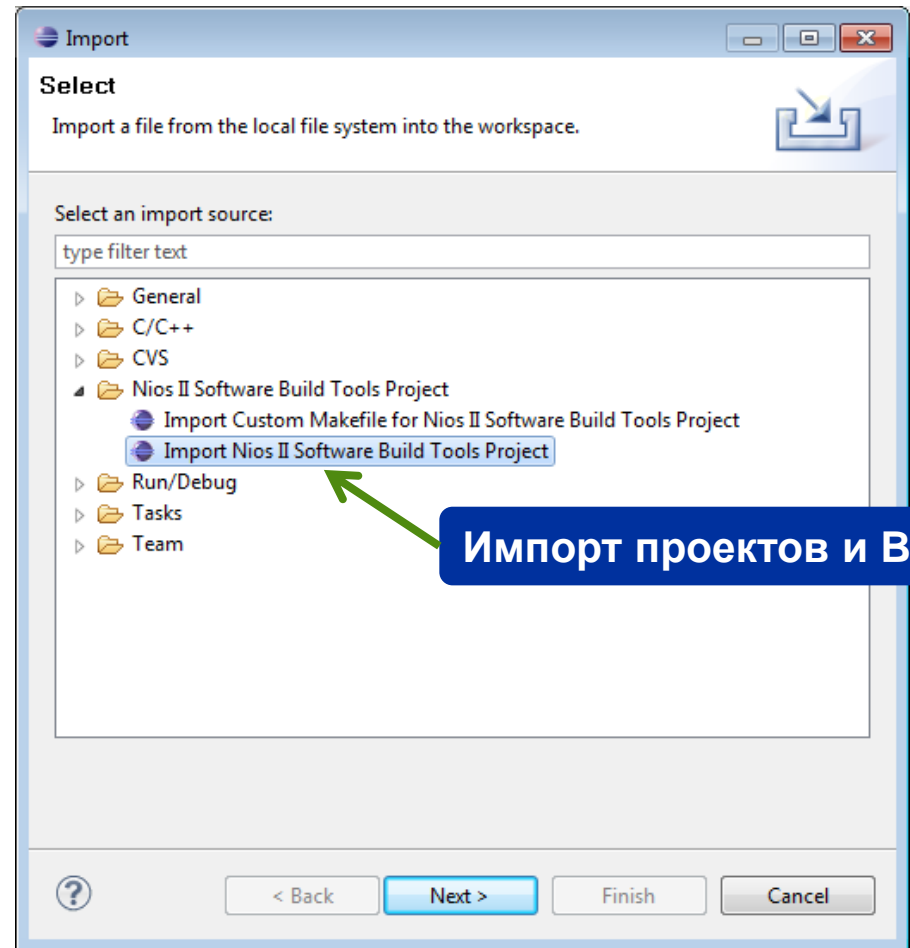 Import
Select
Import a file from the local file system into the workspace.
Select an import source:
type filter text
General
C/C++
CVS
Nios II Software Build Tools Project
Import Custom Makefile for Nios II Software Build Tools Project
Import Nios II Software Build Tools Project
Run/Debug
Tasks
Team
Импорт проектов и
< Back
Next >
Finish
Cancel